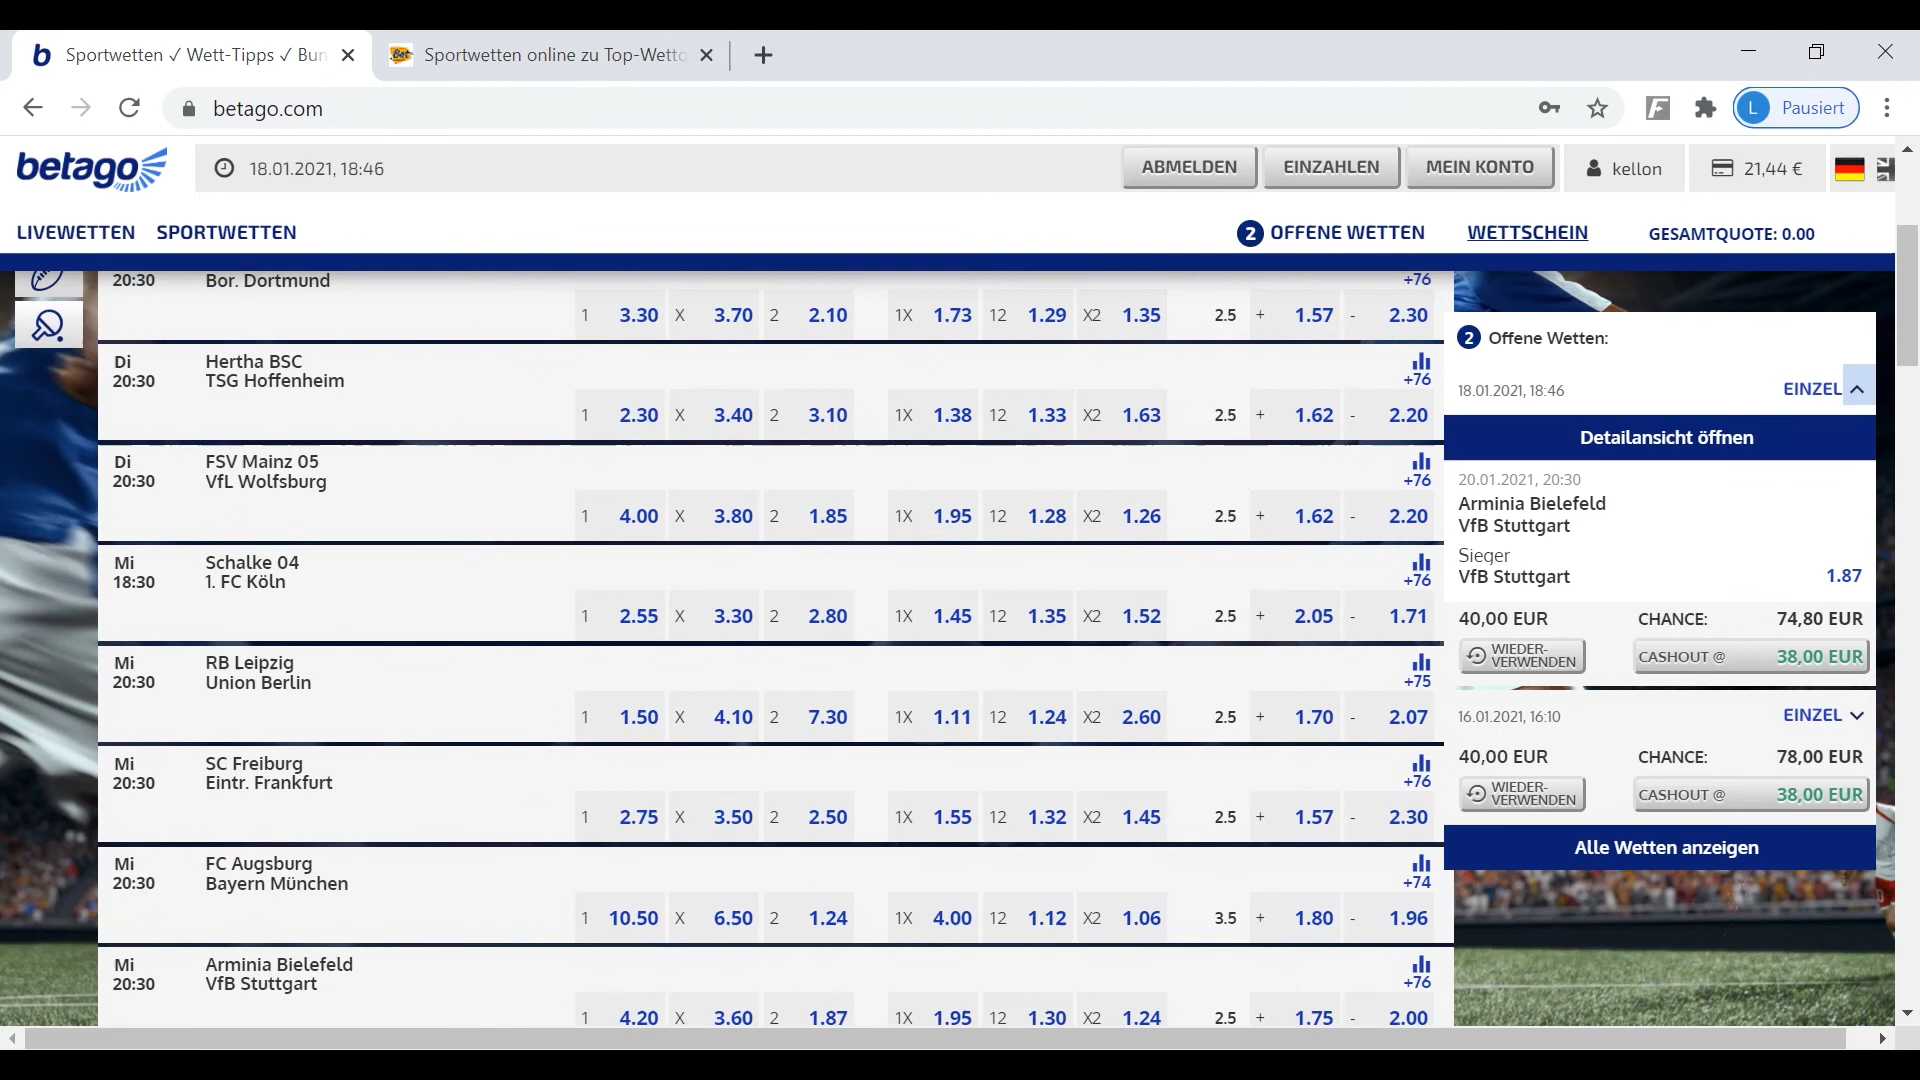 Sportwetten ✓ Wett-Tipps ✓ Bun
Sportwetten online zu Top-Wettq
betago.com
L Pausiert
betago
18.01.2021, 18:46
ABMELDEN
EINZAHLEN
MEIN KONTO
kellon
21,44 €
LIVEWETTEN
SPORTWETTEN
2 OFFENE WETTEN
WETTSCHEIN
GESAMTQUOTE: 0.00
20:30 Bor. Dortmund +76
1 3.30 X 3.70 2 2.10 1X 1.73 12 1.29 X2 1.35 2.5 + 1.57 - 2.30
Di Hertha BSC
20:30 TSG Hoffenheim +76
1 2.30 X 3.40 2 3.10 1X 1.38 12 1.33 X2 1.63 2.5 + 1.62 - 2.20
Di FSV Mainz 05
20:30 VfL Wolfsburg +76
1 4.00 X 3.80 2 1.85 1X 1.95 12 1.28 X2 1.26 2.5 + 1.62 - 2.20
Mi Schalke 04
18:30 1. FC Köln +76
1 2.55 X 3.30 2 2.80 1X 1.45 12 1.35 X2 1.52 2.5 + 2.05 - 1.71
Mi RB Leipzig
20:30 Union Berlin +75
1 1.50 X 4.10 2 7.30 1X 1.11 12 1.24 X2 2.60 2.5 + 1.70 - 2.07
Mi SC Freiburg
20:30 Eintr. Frankfurt +76
1 2.75 X 3.50 2 2.50 1X 1.55 12 1.32 X2 1.45 2.5 + 1.57 - 2.30
Mi FC Augsburg
20:30 Bayern München +74
1 10.50 X 6.50 2 1.24 1X 4.00 12 1.12 X2 1.06 3.5 + 1.80 - 1.96
Mi Arminia Bielefeld
20:30 VfB Stuttgart +76
1 4.20 X 3.60 2 1.87 1X 1.95 12 1.30 X2 1.24 2.5 + 1.75 - 2.00
2 Offene Wetten:
18.01.2021, 18:46 EINZEL
Detailansicht öffnen
20.01.2021, 20:30
Arminia Bielefeld
VfB Stuttgart
Sieger
VfB Stuttgart 1.87
40,00 EUR CHANCE: 74,80 EUR
WIEDER-
VERWENDEN
CASHOUT @ 38,00 EUR
16.01.2021, 16:10 EINZEL
40,00 EUR CHANCE: 78,00 EUR
WIEDER-
VERWENDEN
CASHOUT @ 38,00 EUR
Alle Wetten anzeigen